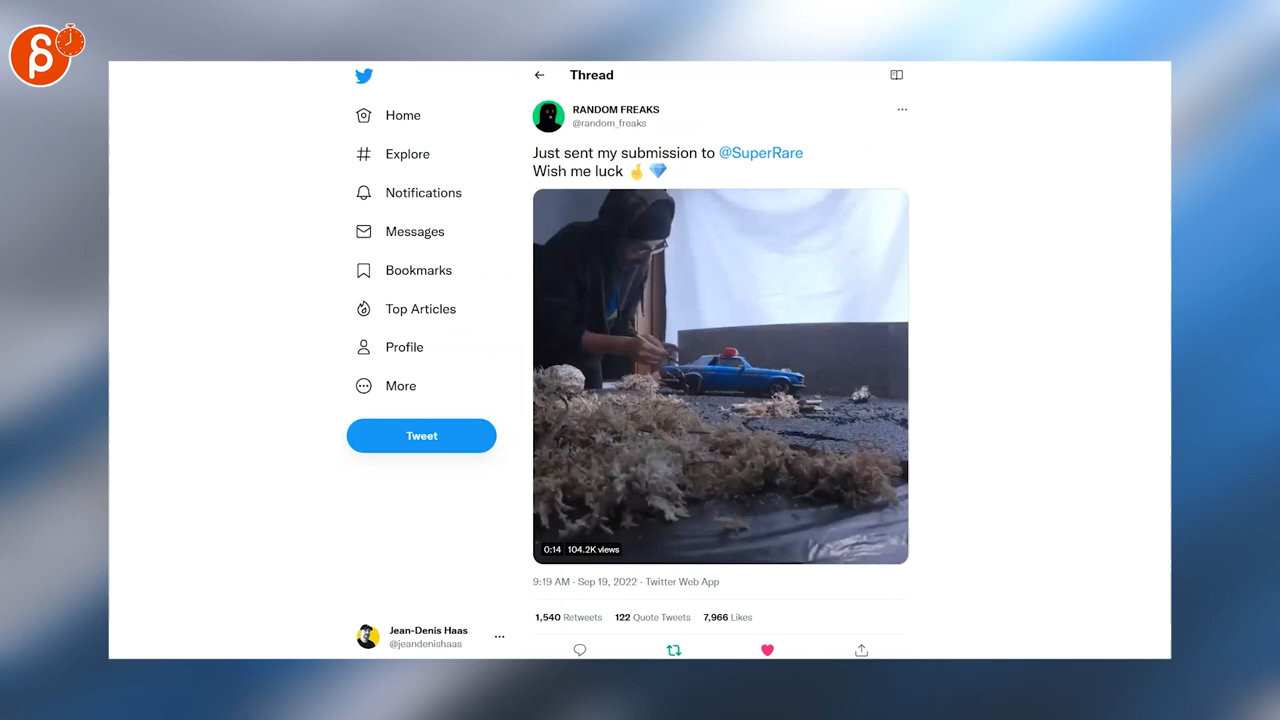 Thread
RANDOM FREAKS
@random_freaks
Just sent my submission to @SuperRare
Wish me luck 🤞💎
Home
Explore
Notifications
Messages
Bookmarks
Top Articles
Profile
More
Tweet
0:14 104.2K views
9:19 AM · Sep 19, 2022 · Twitter Web App
1,540 Retweets 122 Quote Tweets 7,966 Likes
Jean-Denis Haas
@jeandenishaas